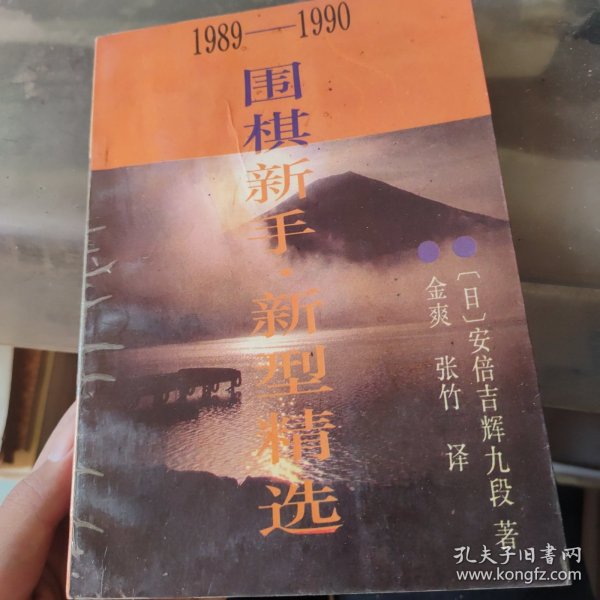 1989——1990
围棋新手·新型精选
〔日〕安倍吉辉九段 著
金爽 张竹 译
孔夫子旧书网
www.kongfz.com